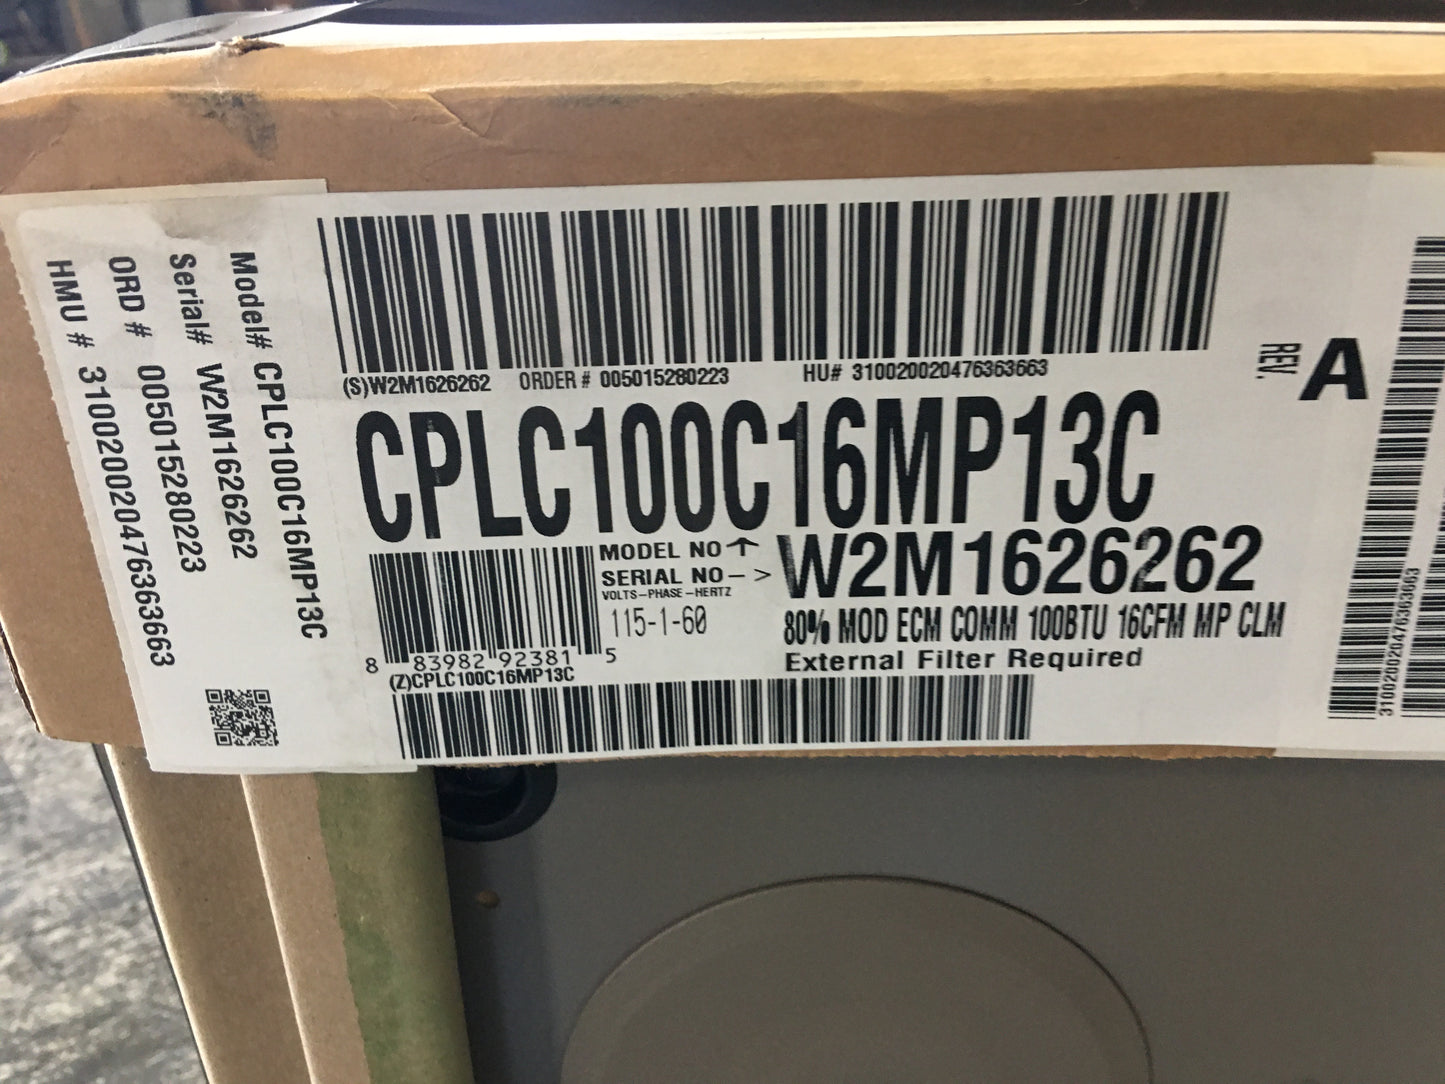 Model# CPLC100C16MP13C
Serial# W2M1626262
ORD # 005015280223
HMU # 310020020476363663
(S)W2M1626262 ORDER # 005015280223 HU# 310020020476363663
REV. A
CPLC100C16MP13C
MODEL NO
SERIAL NO-> W2M1626262
VOLTS-PHASE-HERTZ
115-1-60
80% MOD ECM COMM 100BTU 16CFM MP CLM
External Filter Required
8 83982 92381 5
(Z)CPLC100C16MP13C
310020020476363663